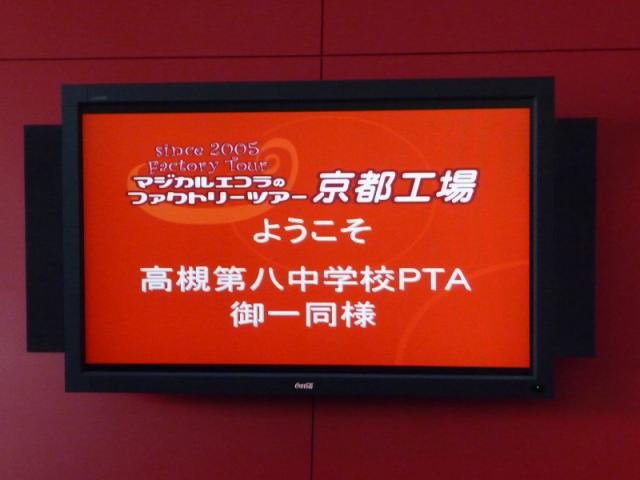 since 2005
Factory Tour
マジカルエコラの
ファクトリーツアー 京都工場
ようこそ
高槻第八中学校PTA
御一同様
Coca-Cola